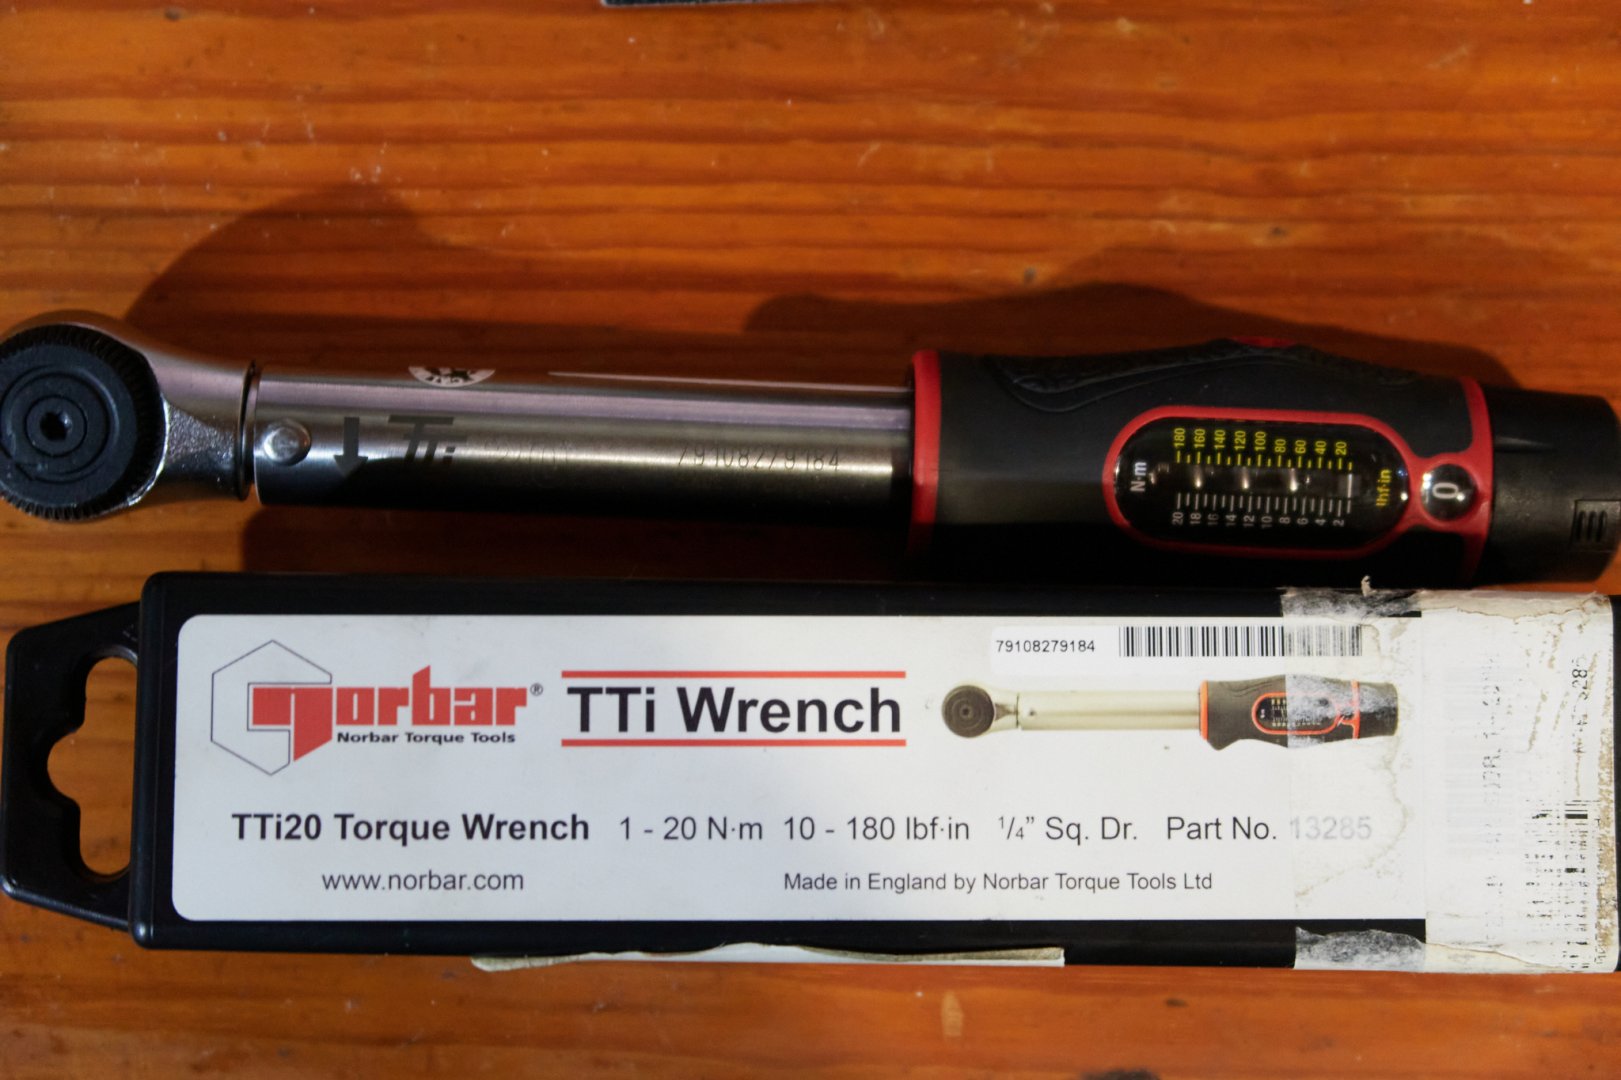 TTi
79108279184
N·m
180 160 140 120 100 80 60 40 20
lbf·in
20 18 16 14 12 10 8 6 4 2
0
79108279184
norbar®
Norbar Torque Tools
TTi Wrench
TTi20 Torque Wrench 1 - 20 N·m 10 - 180 lbf·in 1/4” Sq. Dr. Part No. 13285
www.norbar.com
Made in England by Norbar Torque Tools Ltd